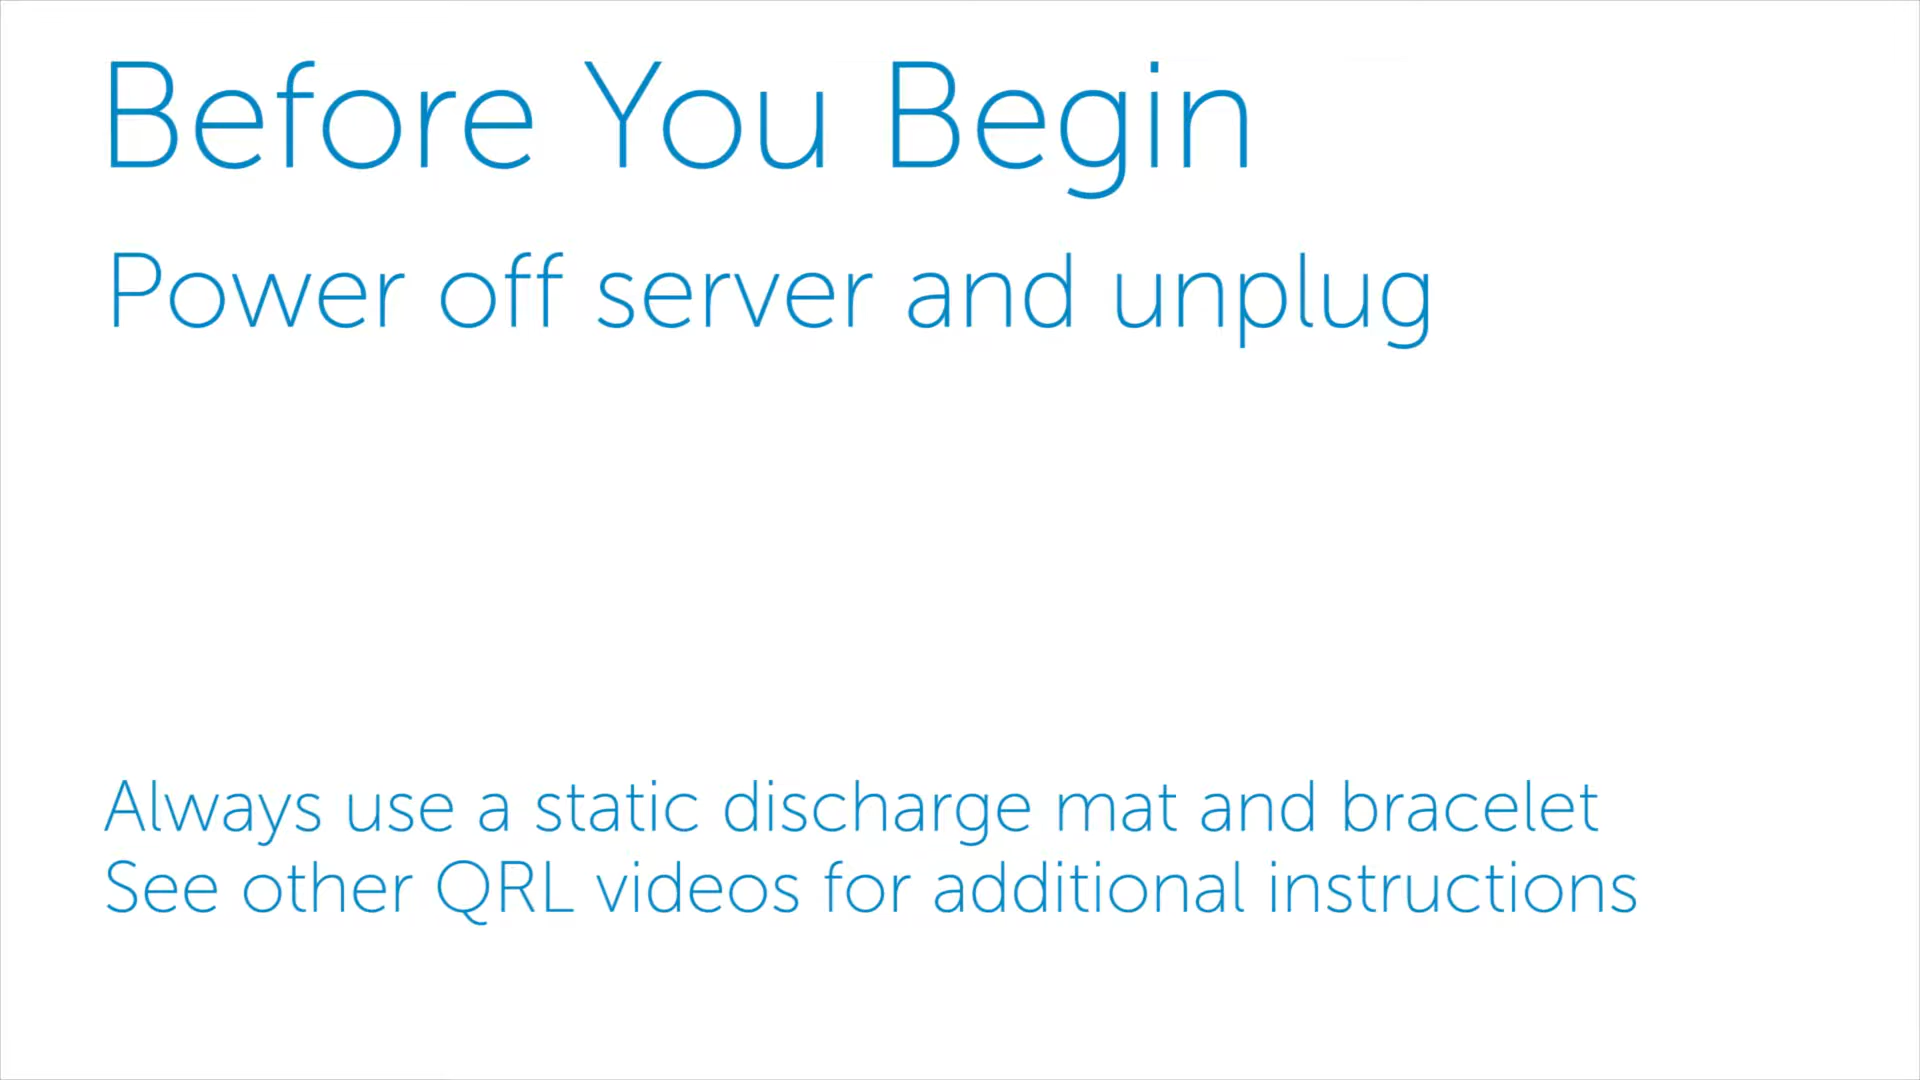 Before You Begin
Power off server and unplug
Always use a static discharge mat and bracelet
See other QRL videos for additional instructions